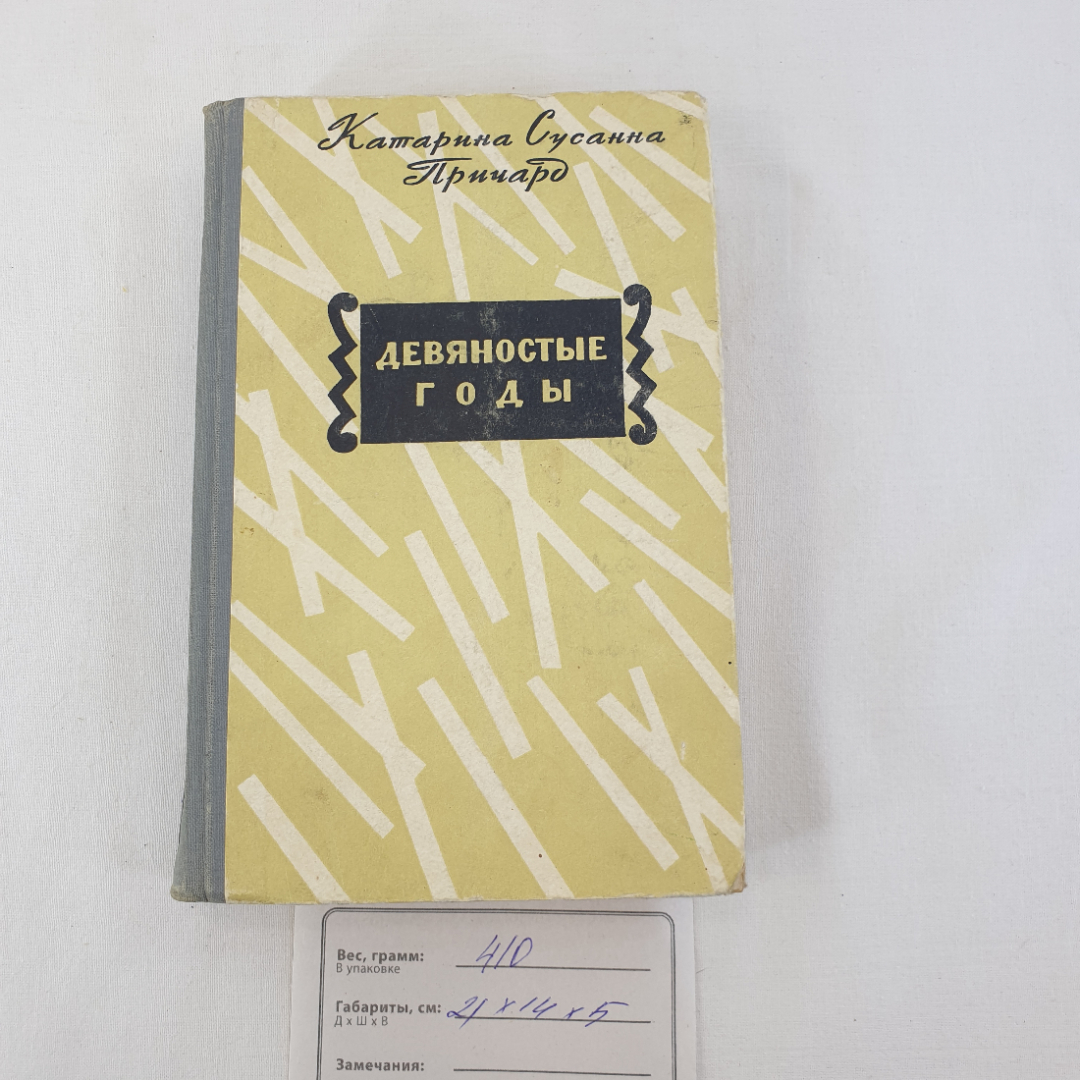 Катарина Сусанна
Причард
ДЕВЯНОСТЫЕ
ГОДЫ
Вес, грамм: 410
В упаковке
Габариты, см: 21 x 14 x 5
Д x Ш x В
Замечания: